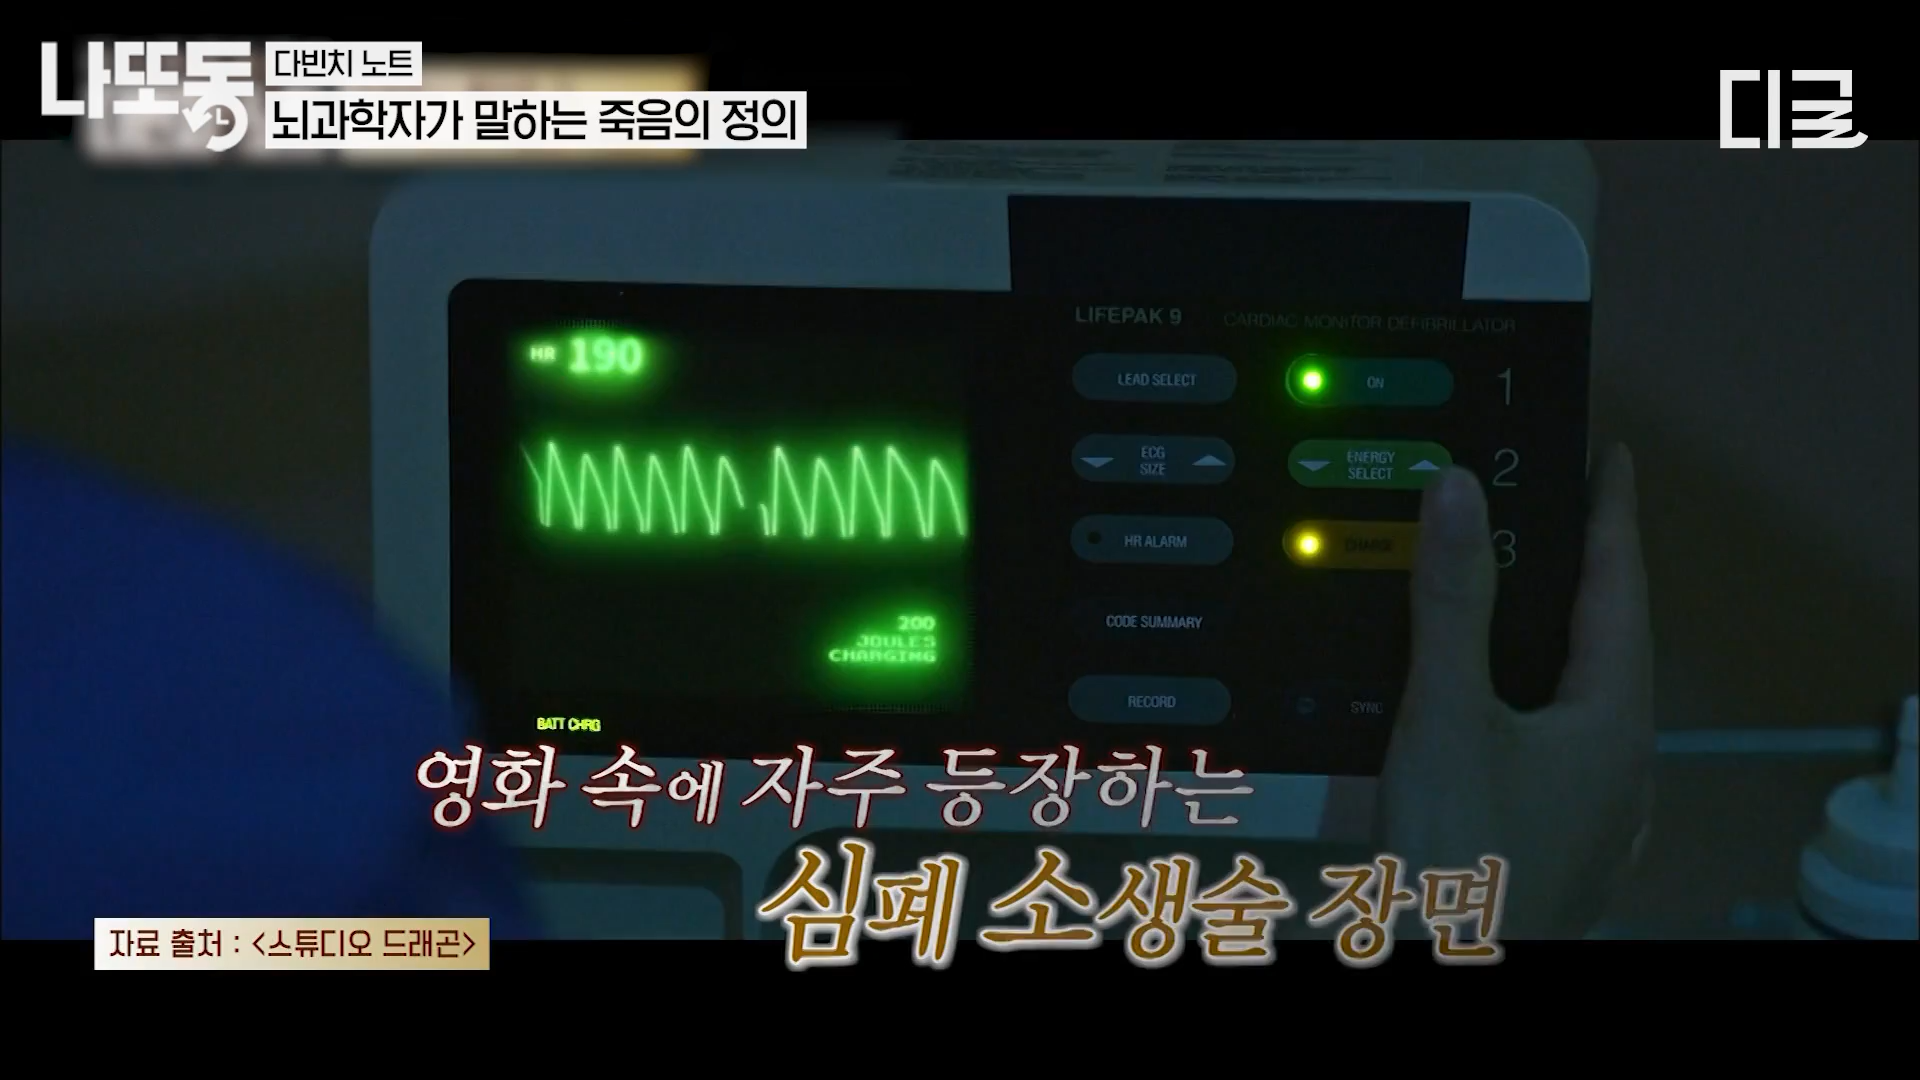 나또동
다빈치 노트
뇌과학자가 말하는 죽음의 정의
디글
LIFEPAK 9
CARDIAC MONITOR DEFIBRILLATOR
HR 190
LEAD SELECT
ON
1
ECG
SIZE
ENERGY
SELECT
2
HR ALARM
CHARGE
3
200
JOULES
CHARGING
CODE SUMMARY
RECORD
SYNC
BATT CHRG
영화 속에 자주 등장하는
심폐 소생술 장면
자료 출처 : <스튜디오 드래곤>